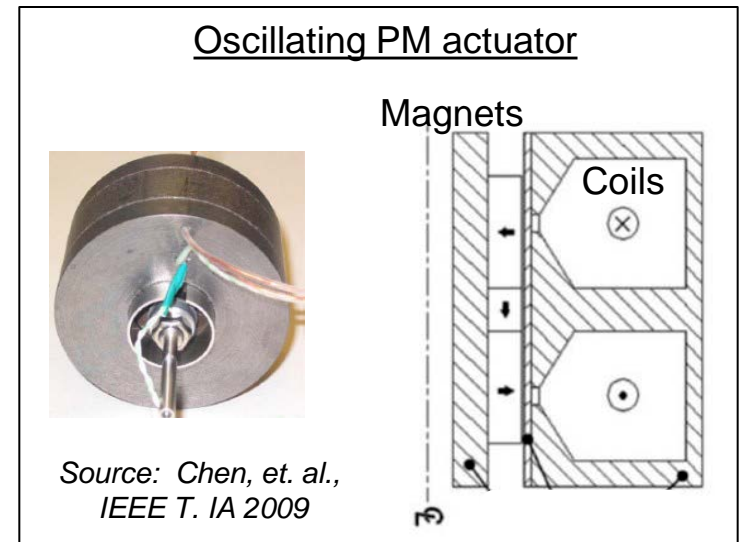 Oscillating PM actuator
Magnets
Coils
Source: Chen, et. al.,
IEEE T. IA 2009